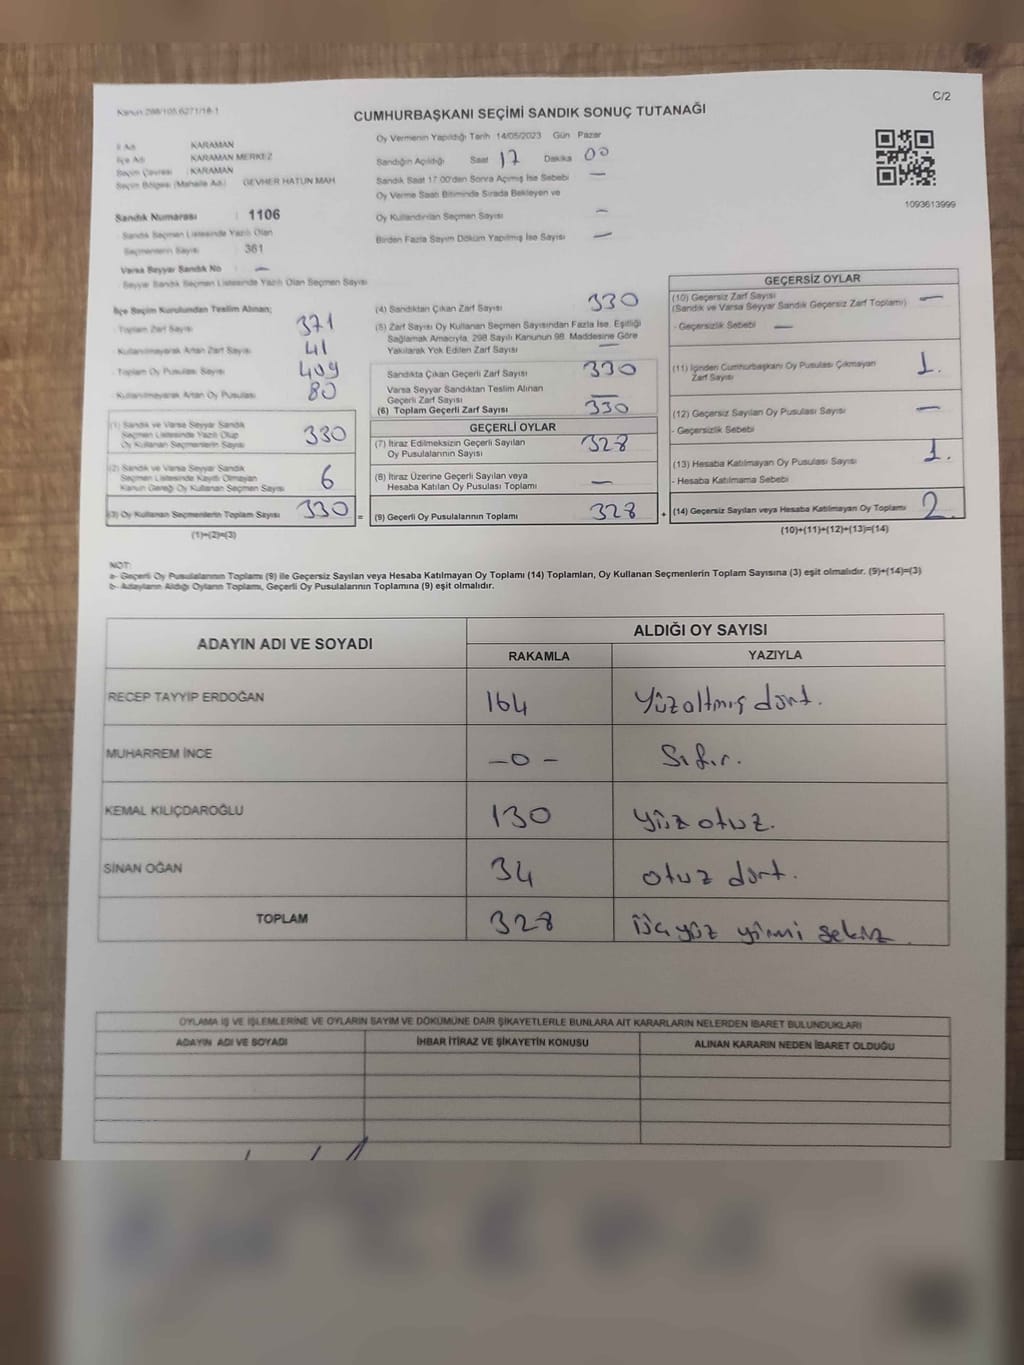 C/2
Kanun 298/105,6271/18-1
CUMHURBAŞKANI SEÇİMİ SANDIK SONUÇ TUTANAĞI
İl Adı KARAMAN
İlçe Adı KARAMAN MERKEZ
Seçim Çevresi : KARAMAN
Seçim Bölgesi (Mahalle Adı) GEVHER HATUN MAH
Sandık Numarası : 1106
Sandık Seçmen Listesinde Yazılı Olan
Seçmenlerin Sayısı 361
Varsa Seyyar Sandık No : —
Seyyar Sandık Seçmen Listesinde Yazılı Olan Seçmen Sayısı
Oy Vermenin Yapıldığı Tarih 14/05/2023 Gün Pazar
Sandığın Açıldığı Saat 17 Dakika 00
Sandık Saat 17:00'den Sonra Açılmış İse Sebebi —
Oy Verme Saati Bitiminde Sırada Bekleyen ve
Oy Kullandırılan Seçmen Sayısı —
Birden Fazla Sayım Döküm Yapılmış İse Sayısı —
1093613999
İlçe Seçim Kurulundan Teslim Alınan;
Toplam Zarf Sayısı 371
Kullanılmayarak Artan Zarf Sayısı 41
Toplam Oy Pusulası Sayısı 409
Kullanılmayarak Artan Oy Pusulası 80
(1) Sandık ve Varsa Seyyar Sandık
Seçmen Listesinde Yazılı Olup
Oy Kullanan Seçmenlerin Sayısı 330
(2) Sandık ve Varsa Seyyar Sandık
Seçmen Listesinde Kayıtlı Olmayan
Kanun Gereği Oy Kullanan Seçmen Sayısı 6
(3) Oy Kullanan Seçmenlerin Toplam Sayısı 330 =
(1)+(2)=(3)
(4) Sandıktan Çıkan Zarf Sayısı 330
(5) Zarf Sayısı Oy Kullanan Seçmen Sayısından Fazla İse, Eşitliği
Sağlamak Amacıyla, 298 Sayılı Kanunun 98. Maddesine Göre
Yakılarak Yok Edilen Zarf Sayısı —
Sandıkta Çıkan Geçerli Zarf Sayısı 330
Varsa Seyyar Sandıktan Teslim Alınan
Geçerli Zarf Sayısı —
(6) Toplam Geçerli Zarf Sayısı 330
GEÇERLİ OYLAR
(7) İtiraz Edilmeksizin Geçerli Sayılan
Oy Pusulalarının Sayısı 328
(8) İtiraz Üzerine Geçerli Sayılan veya
Hesaba Katılan Oy Pusulası Toplamı —
(9) Geçerli Oy Pusulalarının Toplamı 328 +
GEÇERSİZ OYLAR
(10) Geçersiz Zarf Sayısı —
(Sandık ve Varsa Seyyar Sandık Geçersiz Zarf Toplamı)
- Geçersizlik Sebebi —
(11) İçinden Cumhurbaşkanı Oy Pusulası Çıkmayan
Zarf Sayısı 1.
(12) Geçersiz Sayılan Oy Pusulası Sayısı —
- Geçersizlik Sebebi
(13) Hesaba Katılmayan Oy Pusulası Sayısı 1.
- Hesaba Katılmama Sebebi
(14) Geçersiz Sayılan veya Hesaba Katılmayan Oy Toplamı 2
(10)+(11)+(12)+(13)=(14)
NOT:
a- Geçerli Oy Pusulalarının Toplamı (9) ile Geçersiz Sayılan veya Hesaba Katılmayan Oy Toplamı (14) Toplamları, Oy Kullanan Seçmenlerin Toplam Sayısına (3) eşit olmalıdır. (9)+(14)=(3)
b- Adayların Aldığı Oyların Toplamı, Geçerli Oy Pusulalarının Toplamına (9) eşit olmalıdır.
ADAYIN ADI VE SOYADI ALDIĞI OY SAYISI
RAKAMLA YAZIYLA
RECEP TAYYİP ERDOĞAN 164 Yüzaltmış dört.
MUHARREM İNCE —0— Sıfır.
KEMAL KILIÇDAROĞLU 130 yüz otuz.
SİNAN OĞAN 34 otuz dört.
TOPLAM 328 üçyüz yirmi sekiz
OYLAMA İŞ VE İŞLEMLERİNE VE OYLARIN SAYIM VE DÖKÜMÜNE DAİR ŞİKAYETLERLE BUNLARA AİT KARARLARIN NELERDEN İBARET BULUNDUKLARI
ADAYIN ADI VE SOYADI İHBAR İTİRAZ VE ŞİKAYETİN KONUSU ALINAN KARARIN NEDEN İBARET OLDUĞU